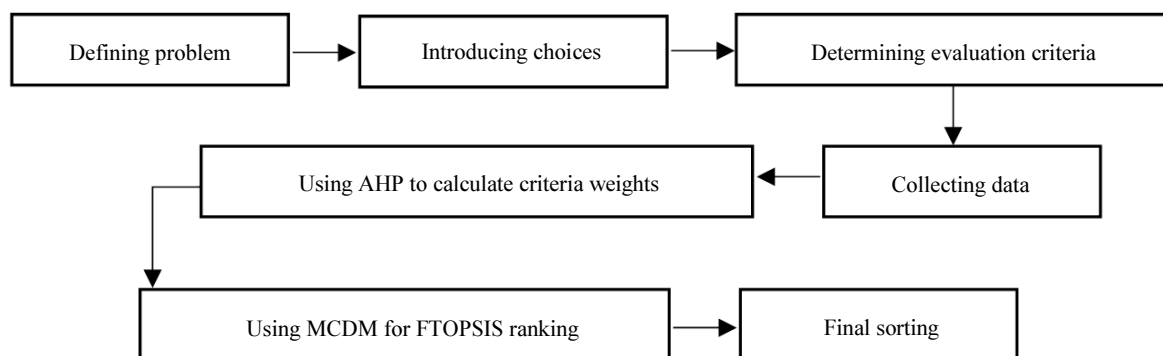 Defining problem
Introducing choices
Determining evaluation criteria
Collecting data
Using AHP to calculate criteria weights
Using MCDM for FTOPSIS ranking
Final sorting